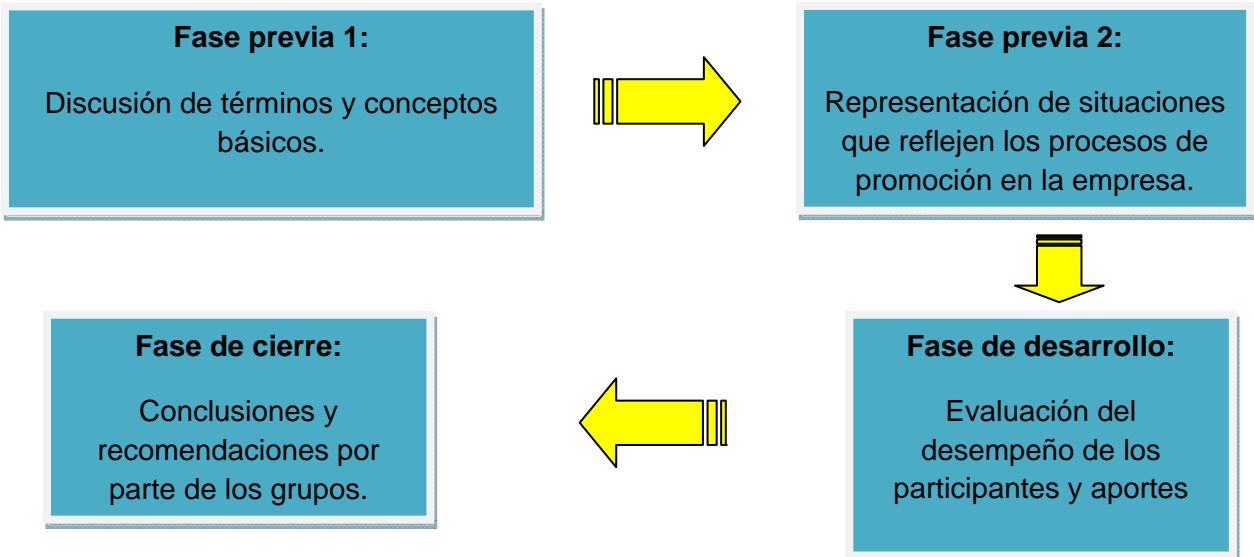 Fase previa 1:
Discusión de términos y conceptos
básicos.
Fase previa 2:
Representación de situaciones
que reflejen los procesos de
promoción en la empresa.
Fase de desarrollo:
Evaluación del
desempeño de los
participantes y aportes
Fase de cierre:
Conclusiones y
recomendaciones por
parte de los grupos.